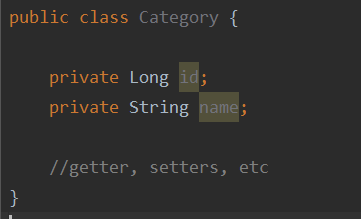 public class Category {
private Long id;
private String name;
//getter, setters, etc
}